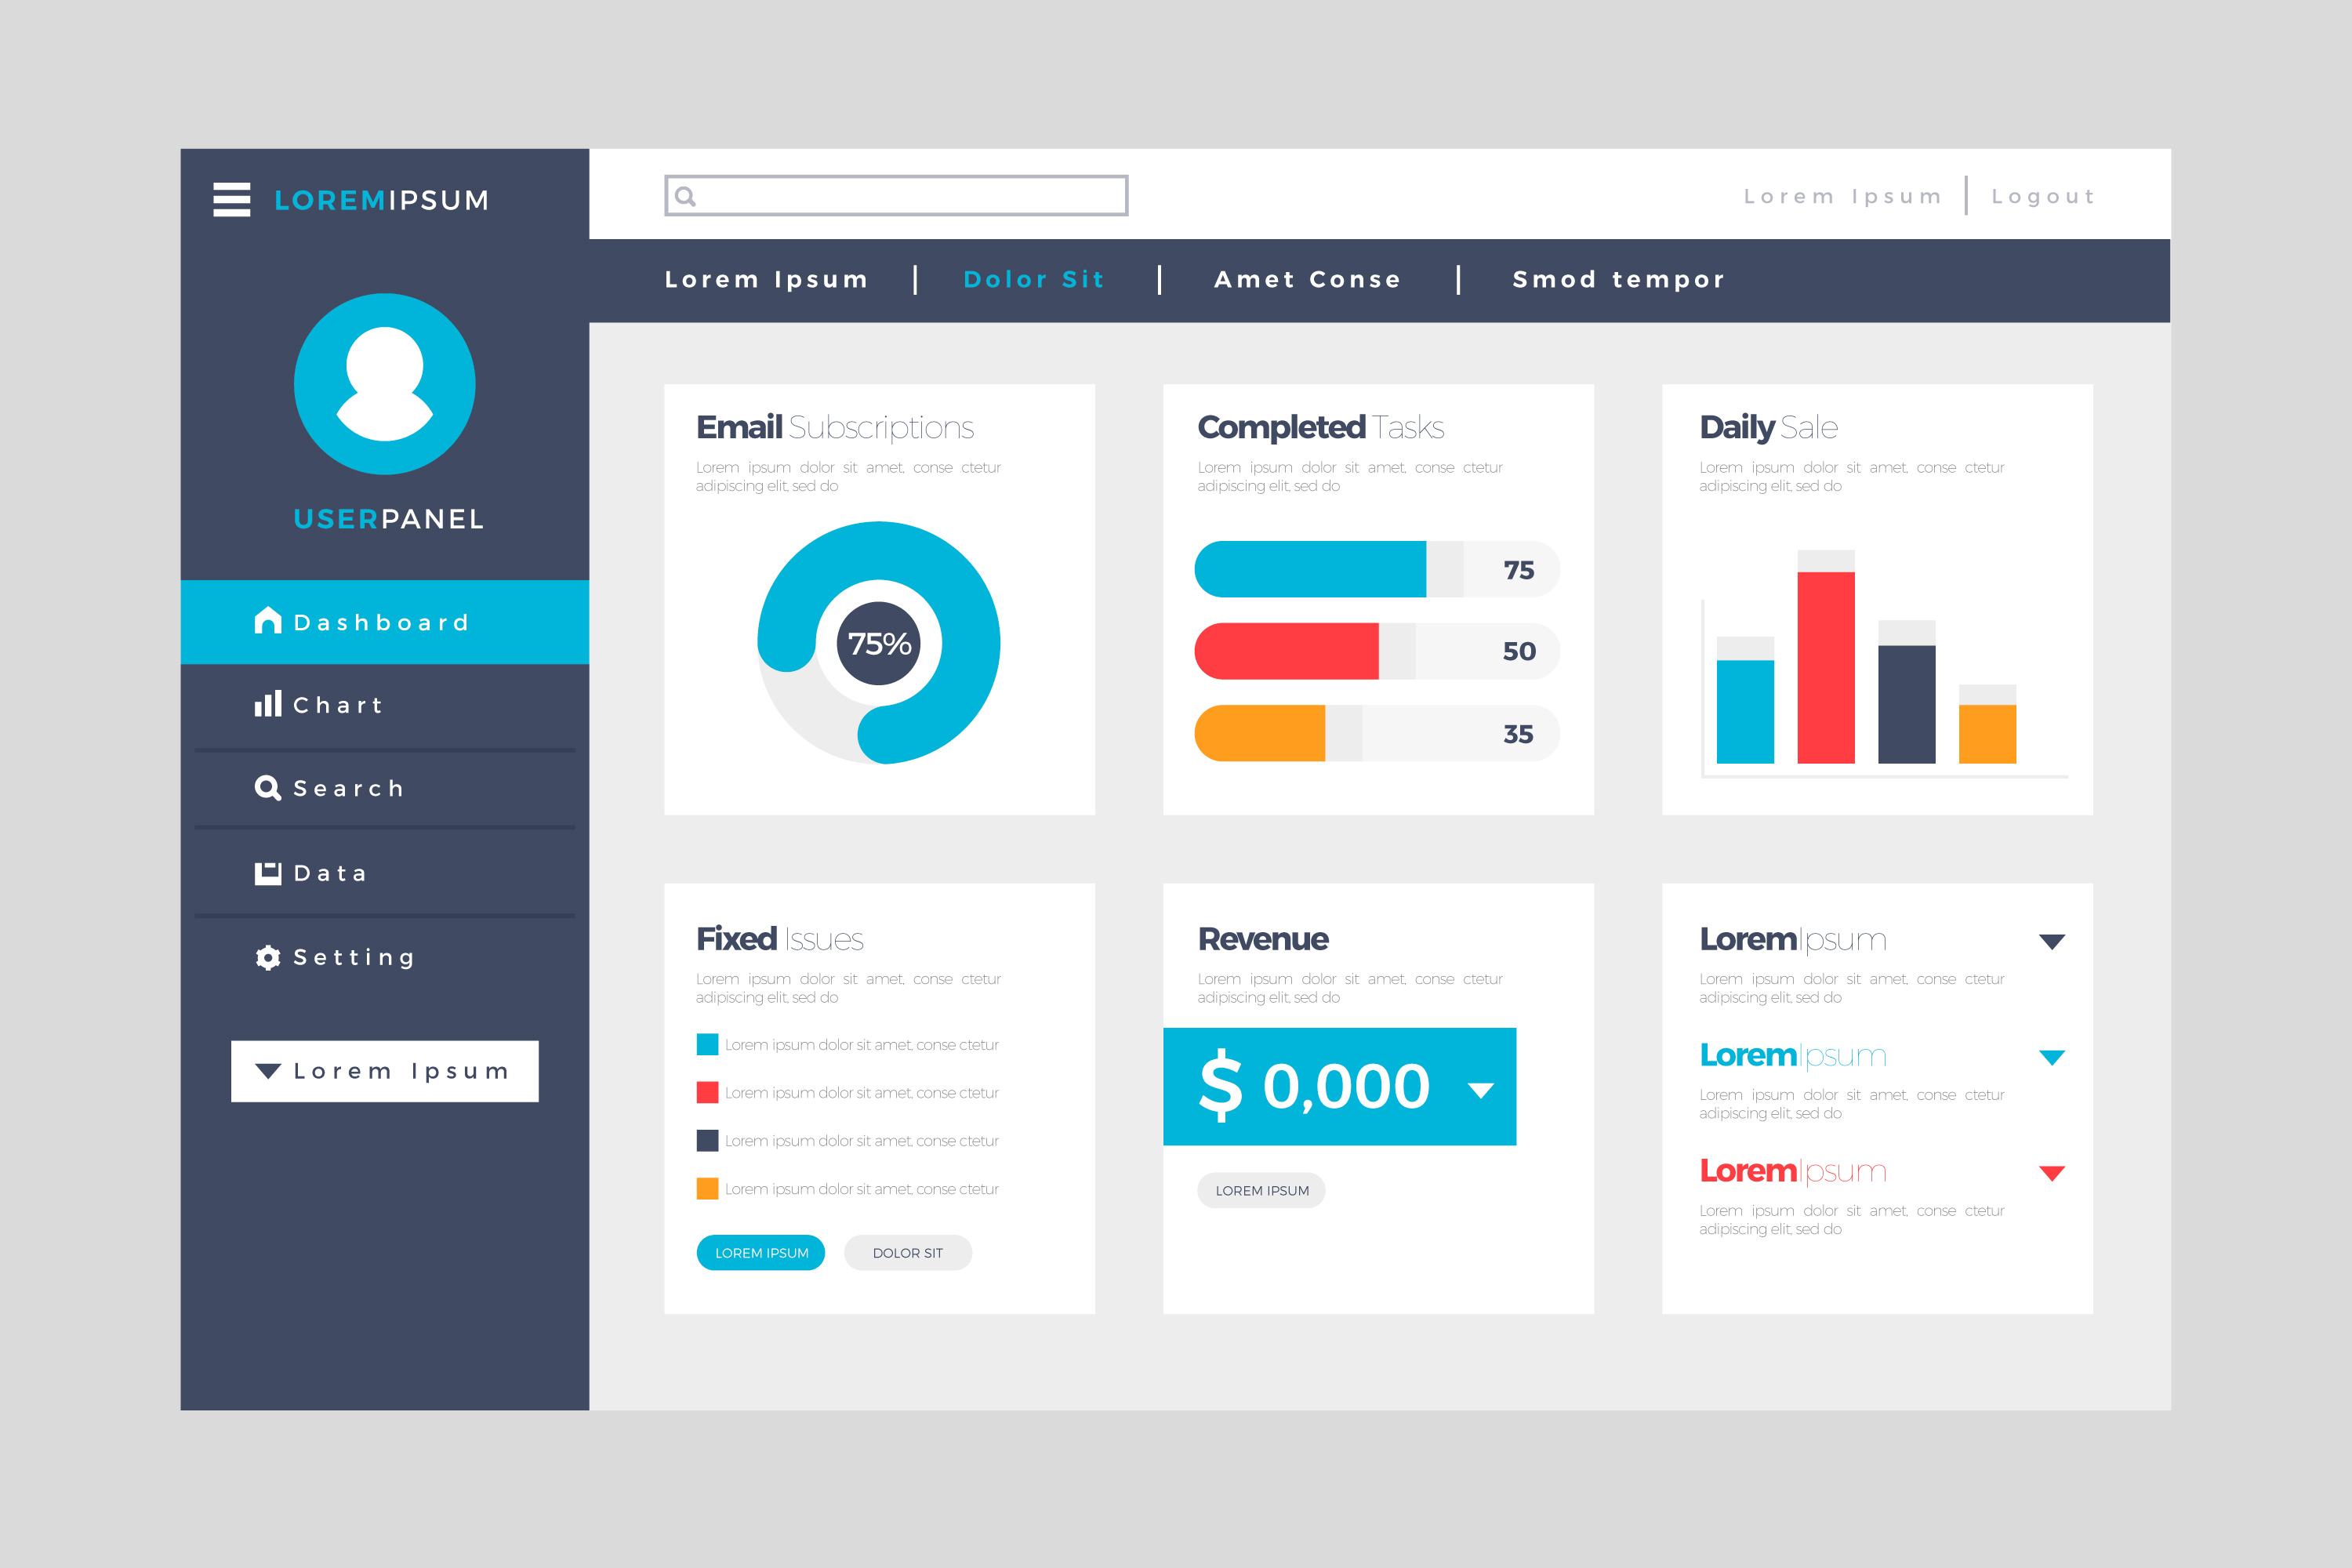 LOREMIPSUM
Lorem Ipsum
Logout
Lorem Ipsum
Dolor Sit
Amet Conse
Smod tempor
USERPANEL
Dashboard
Chart
Search
Data
Setting
Lorem Ipsum
Email Subscriptions
Lorem ipsum dolor sit amet, conse ctetur
adipiscing elit, sed do
75%
Completed Tasks
Lorem ipsum dolor sit amet, conse ctetur
adipiscing elit, sed do
75
50
35
Daily Sale
Lorem ipsum dolor sit amet, conse ctetur
adipiscing elit, sed do
Fixed Issues
Lorem ipsum dolor sit amet, conse ctetur
adipiscing elit, sed do
Lorem ipsum dolor sit amet, conse ctetur
Lorem ipsum dolor sit amet, conse ctetur
Lorem ipsum dolor sit amet, conse ctetur
Lorem ipsum dolor sit amet, conse ctetur
LOREM IPSUM
DOLOR SIT
Revenue
Lorem ipsum dolor sit amet, conse ctetur
adipiscing elit, sed do
$ 0,000
LOREM IPSUM
LoremIpsum
Lorem ipsum dolor sit amet, conse ctetur
adipiscing elit, sed do
LoremIpsum
Lorem ipsum dolor sit amet, conse ctetur
adipiscing elit, sed do
LoremIpsum
Lorem ipsum dolor sit amet, conse ctetur
adipiscing elit, sed do